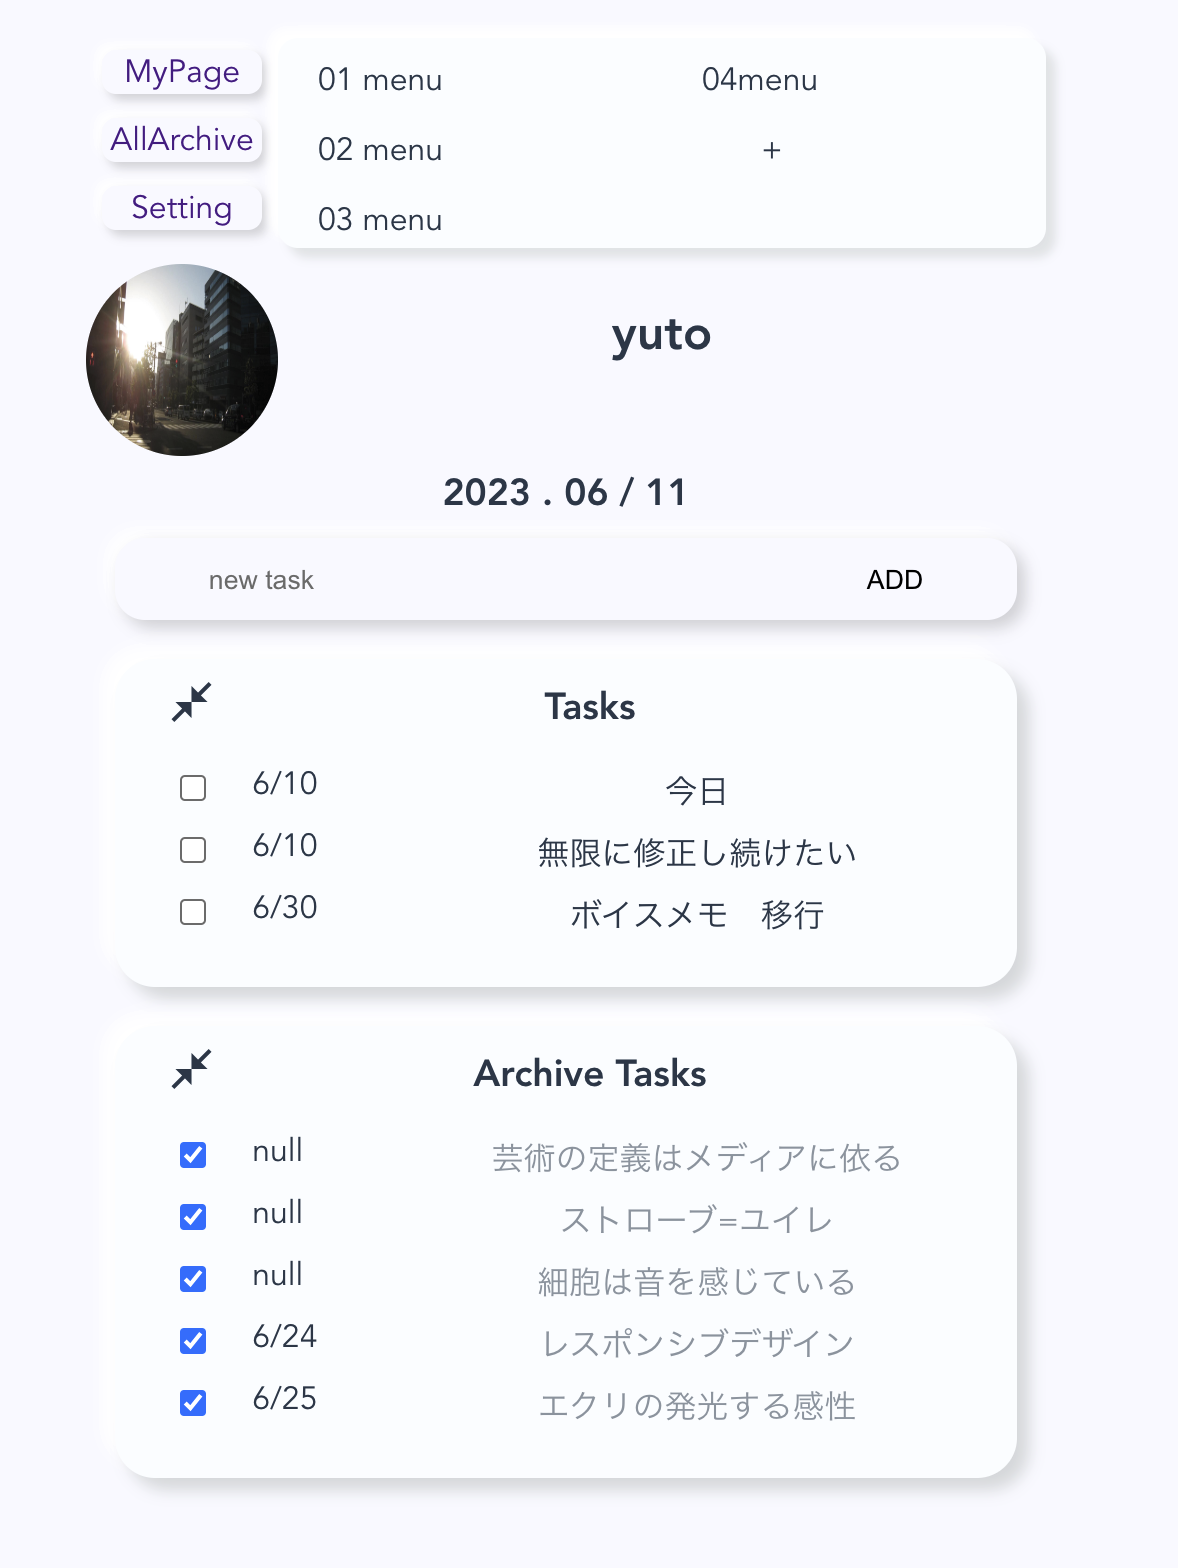 MyPage
AllArchive
Setting
01 menu
02 menu
03 menu
04menu
+
yuto
2023 . 06 / 11
new task ADD
Tasks
6/10 今日
6/10 無限に修正し続けたい
6/30 ボイスメモ　移行
Archive Tasks
null 芸術の定義はメディアに依る
null ストローブ=ユイレ
null 細胞は音を感じている
6/24 レスポンシブデザイン
6/25 エクリの発光する感性